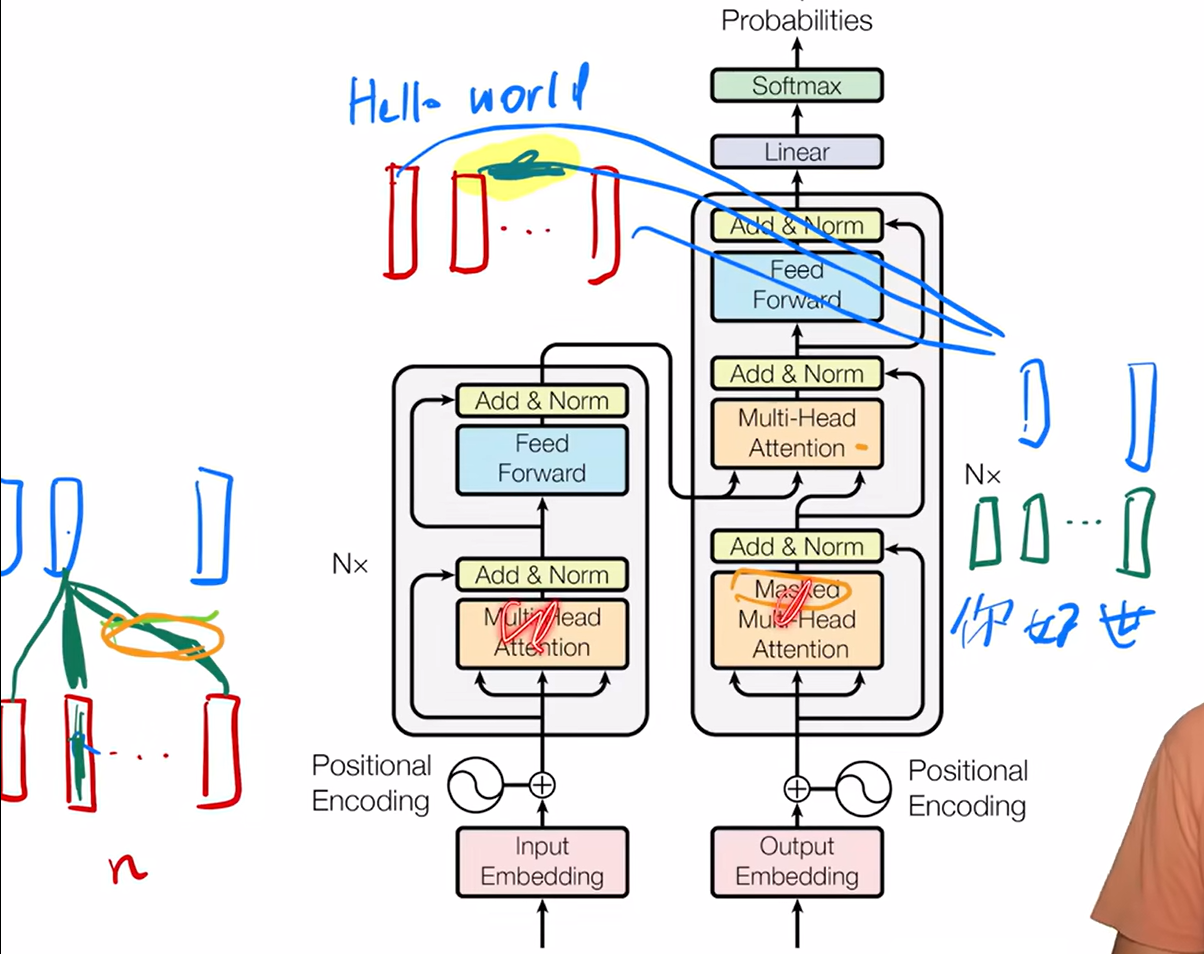 Probabilities
Softmax
Hello world
Linear
Add & Norm
Feed
Forward
Add & Norm
Multi-Head
Attention
Add & Norm
Feed
Forward
Nx
Add & Norm
Masked
Multi-Head
Attention
Nx
Add & Norm
Multi-Head
Attention
你好世
Positional
Encoding
Positional
Encoding
Input
Embedding
Output
Embedding
n